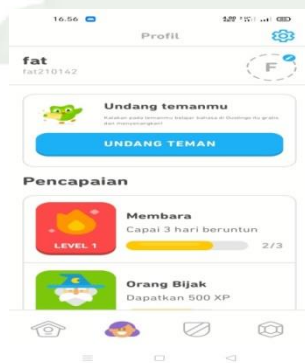 16.56
Profil
fat
fat210142
F
Undang temanmu
Katakan pada temanmu belajar bahasa di Duolingo itu gratis
dan menyenangkan!
UNDANG TEMAN
Pencapaian
Membara
Capai 3 hari beruntun
LEVEL 1
2/3
Orang Bijak
Dapatkan 500 XP